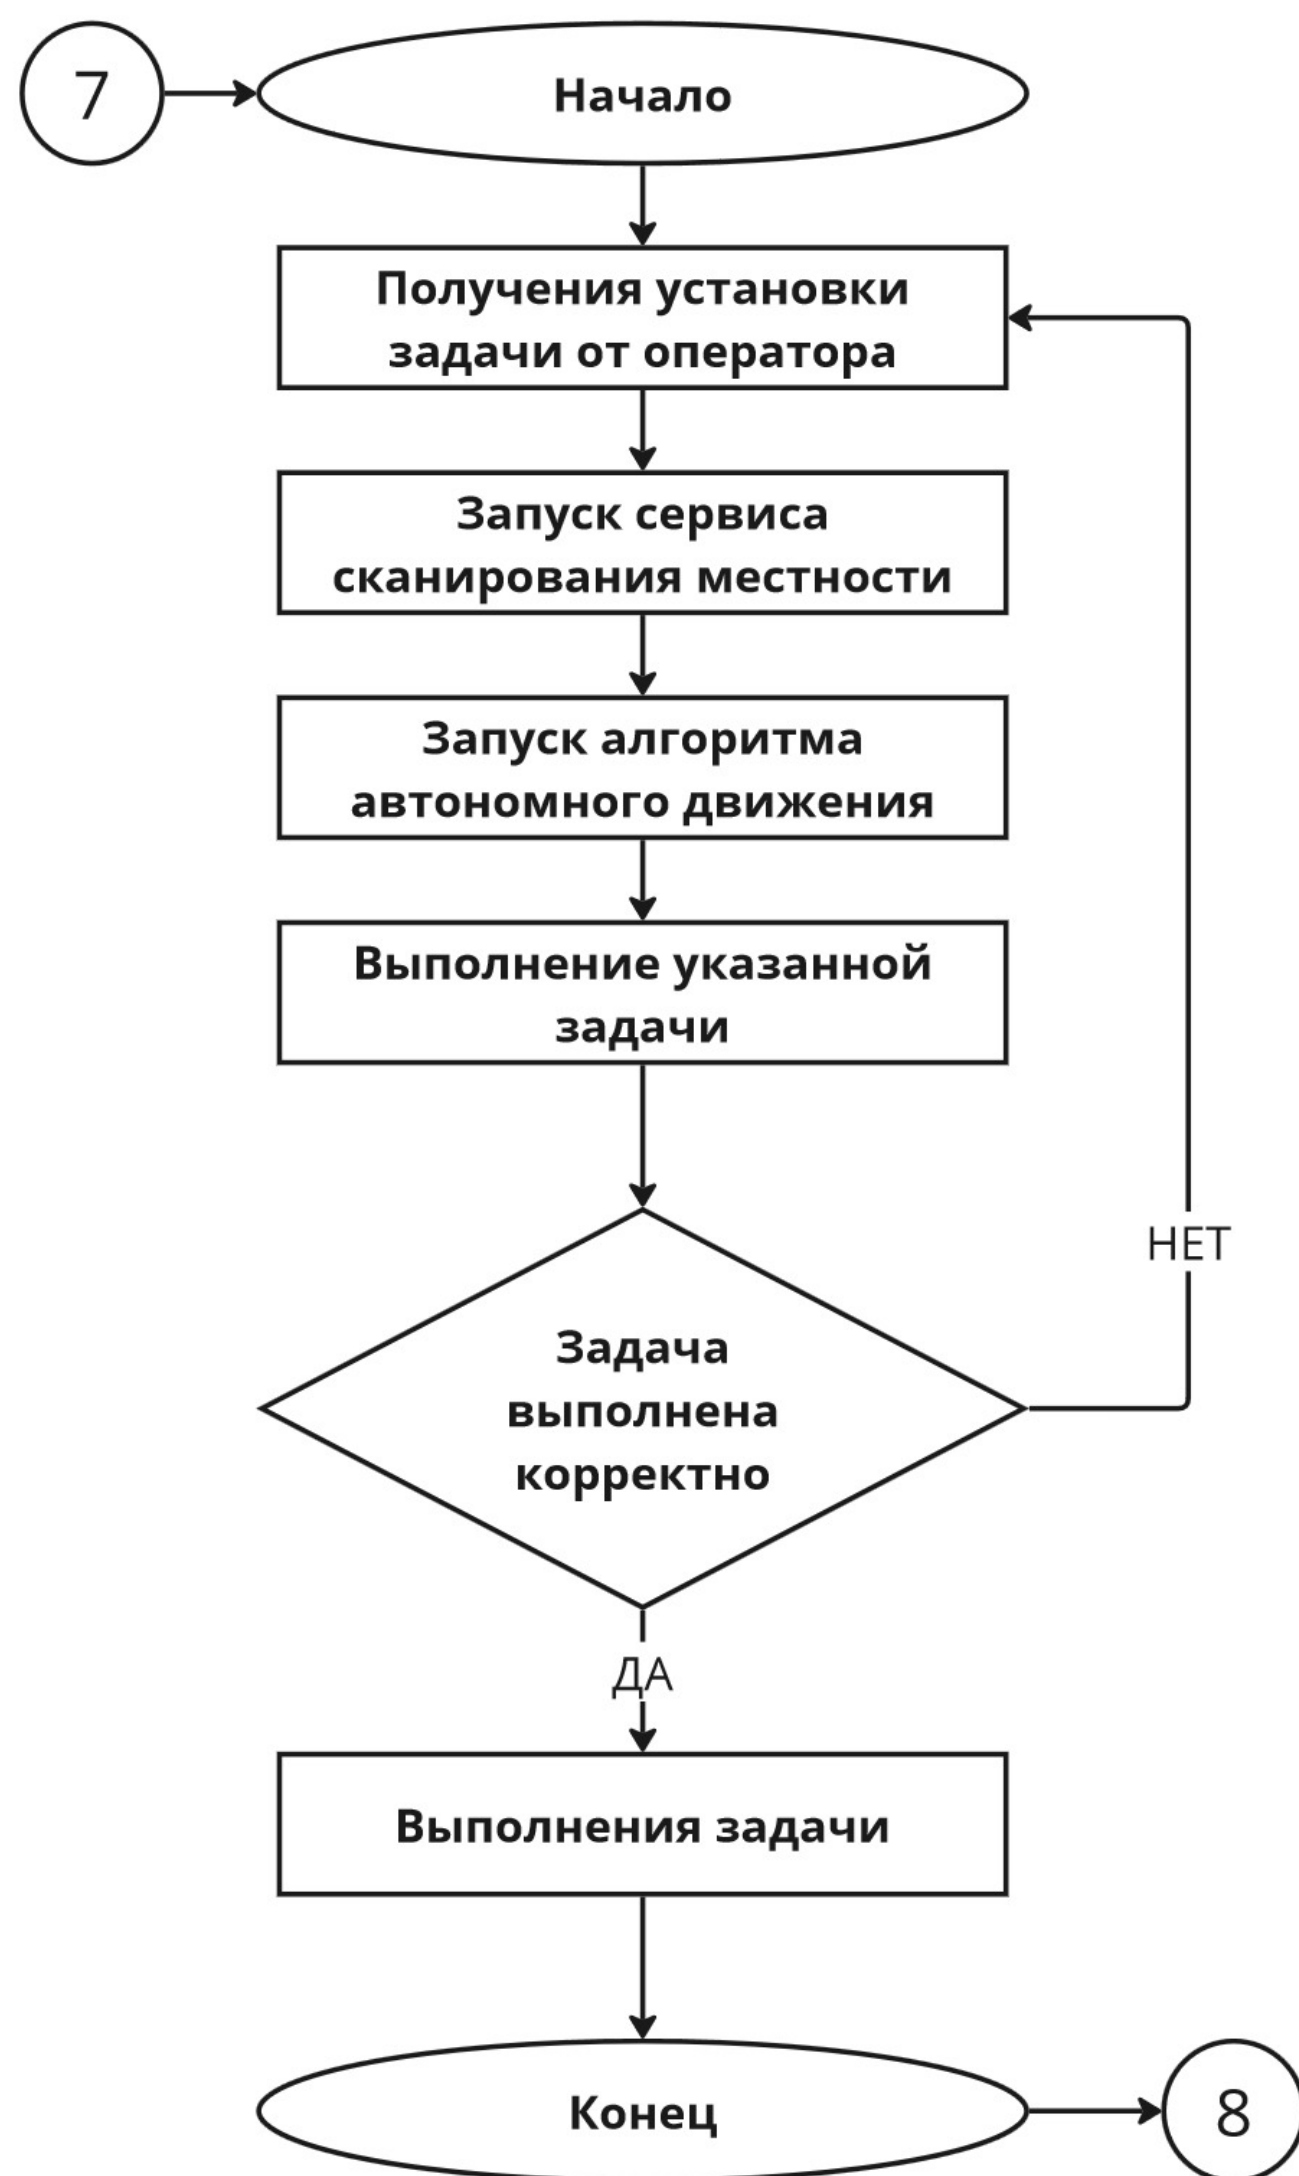 7
Начало
Получения установки
задачи от оператора
Запуск сервиса
сканирования местности
Запуск алгоритма
автономного движения
Выполнение указанной
задачи
НЕТ
Задача
выполнена
корректно
ДА
Выполнения задачи
Конец
8